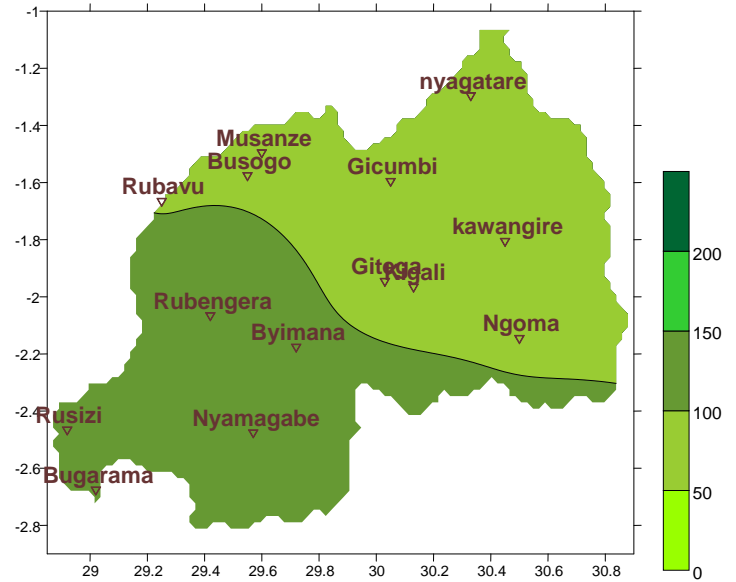 -1
-1.2
-1.4
-1.6
-1.8
-2
-2.2
-2.4
-2.6
-2.8
nyagatare
Musanze
Busogo
Gicumbi
Rubavu
kawangire
Gitega
Kigali
Rubengera
Ngoma
Byimana
Rusizi
Nyamagabe
Bugarama
29 29.2 29.4 29.6 29.8 30 30.2 30.4 30.6 30.8
200
150
100
50
0